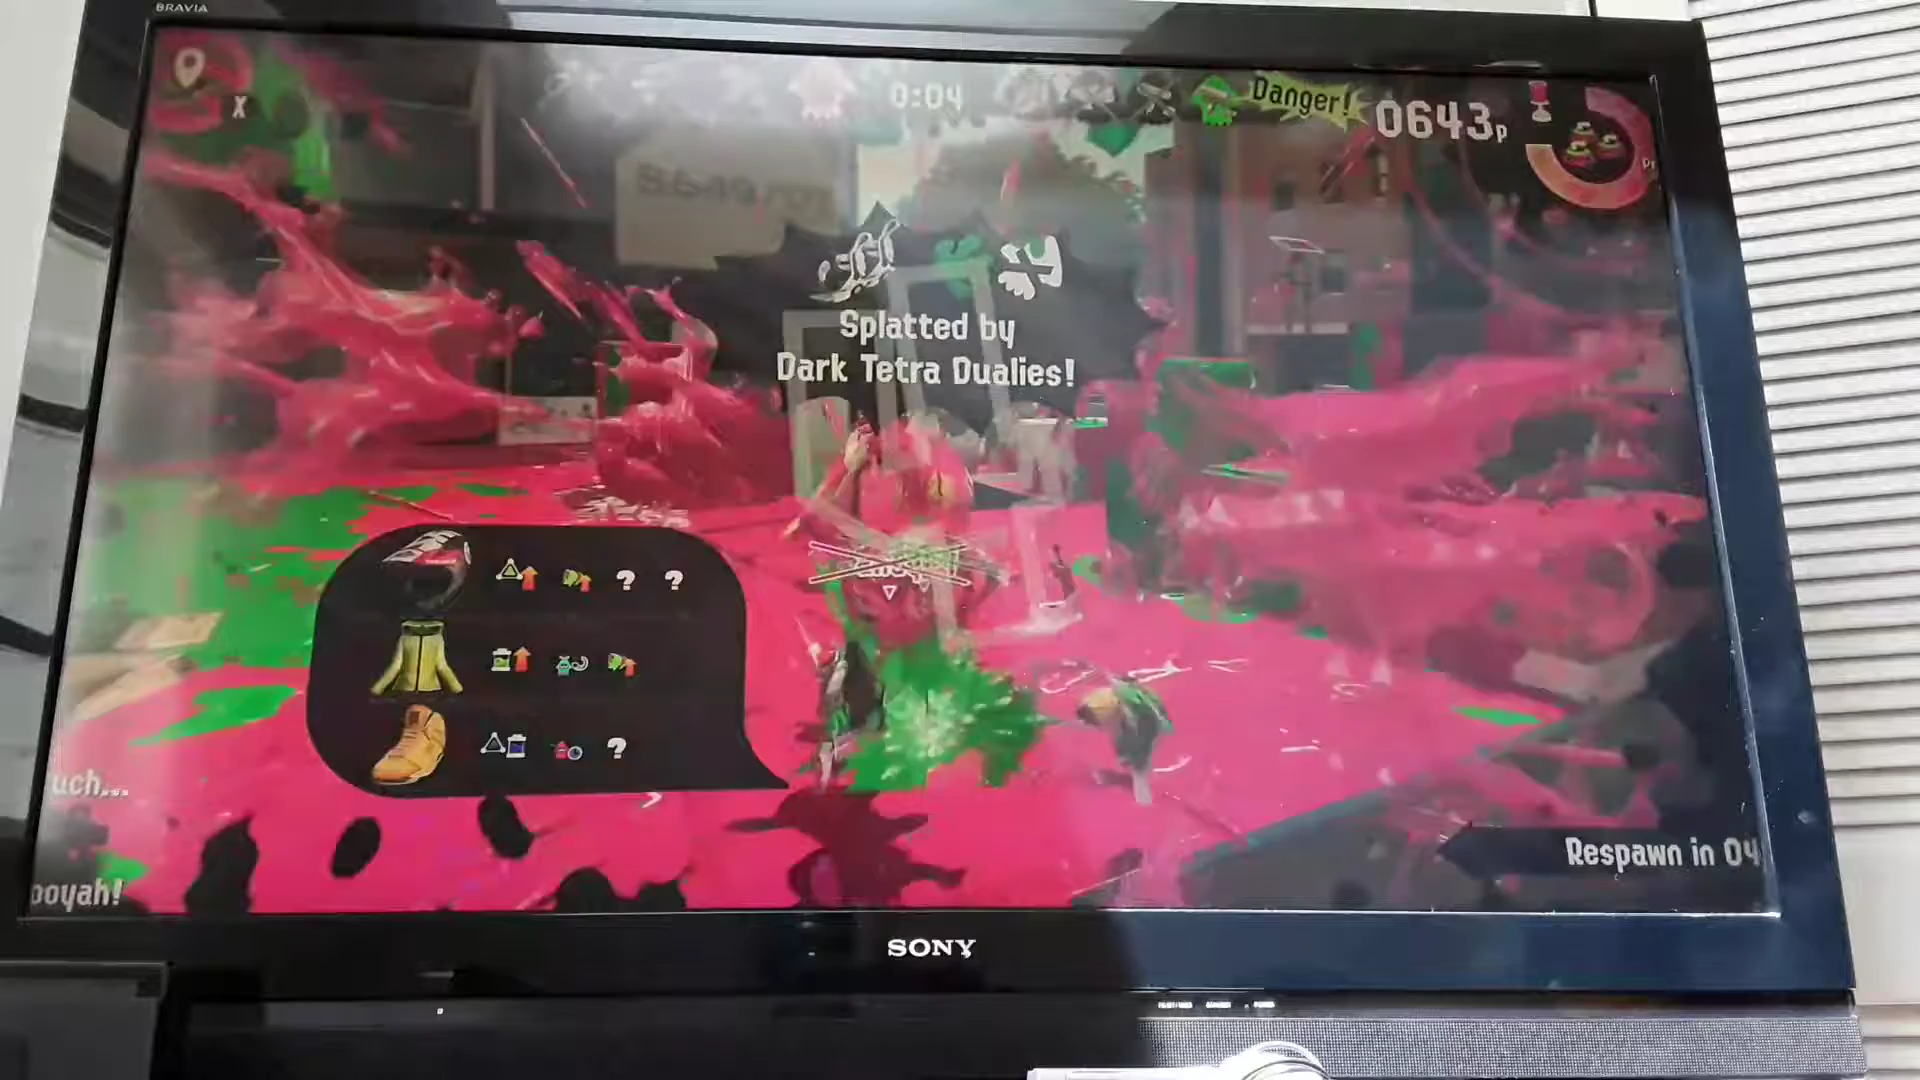 BRAVIA
X
0:04
Danger!
0643p
Splatted by
Dark Tetra Dualies!
? ?
?
uch...
ooyah!
Respawn in 04
SONY